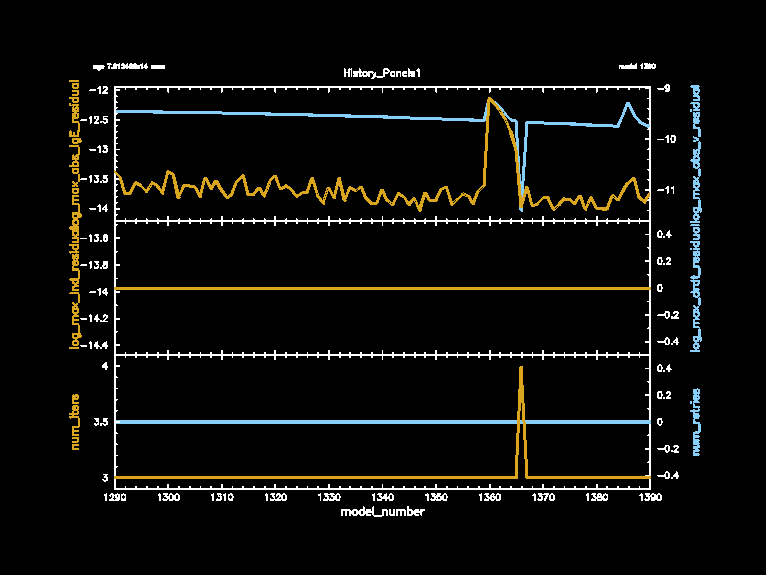 History_Panels1
model 1390
−12
−12.5
−13
−13.5
−14
log_max_abs_lgE_residual
−9
−10
−11
log_max_abs_v_residual
−13.6
−13.8
−14
−14.2
−14.4
0.4
0.2
0
−0.2
−0.4
log_max_drdt_residual
4
3.5
3
num_iters
0.4
0.2
0
−0.2
−0.4
num_retries
1290 1300 1310 1320 1330 1340 1350 1360 1370 1380 1390
model_number